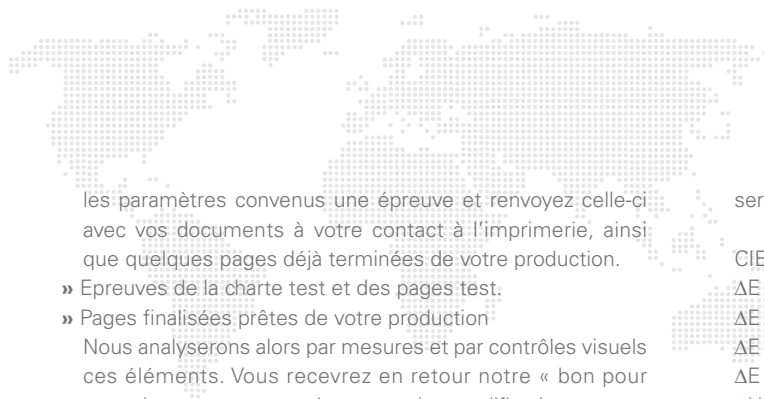 les paramètres convenus une épreuve et renvoyez celle-ci
avec vos documents à votre contact à l’imprimerie, ainsi
que quelques pages déjà terminées de votre production.
» Epreuves de la charte test et des pages test.
» Pages finalisées prêtes de votre production
Nous analyserons alors par mesures et par contrôles visuels
ces éléments. Vous recevrez en retour notre « bon pour
ser
CIE
ΔE
ΔE
ΔE
ΔE